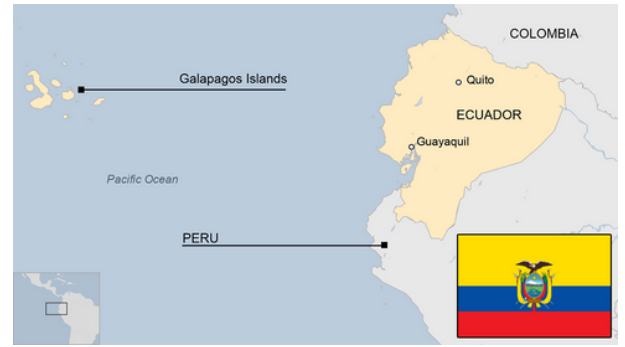 COLOMBIA
Galapagos Islands
Quito
ECUADOR
Guayaquil
Pacific Ocean
PERU